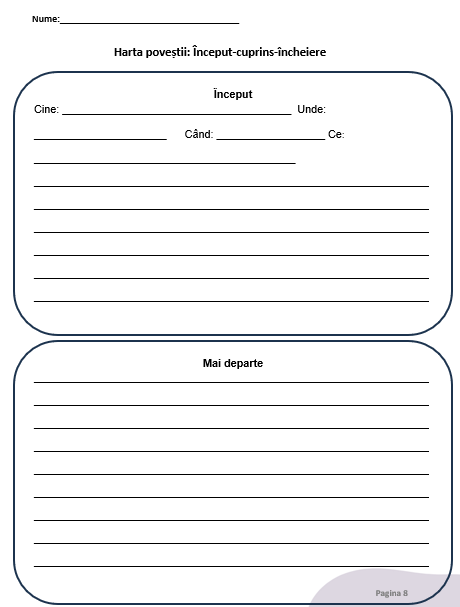 Nume:
Harta poveștii: Început-cuprins-încheiere
Început
Cine: Unde:
Când: Ce:
Mai departe
Pagina 8